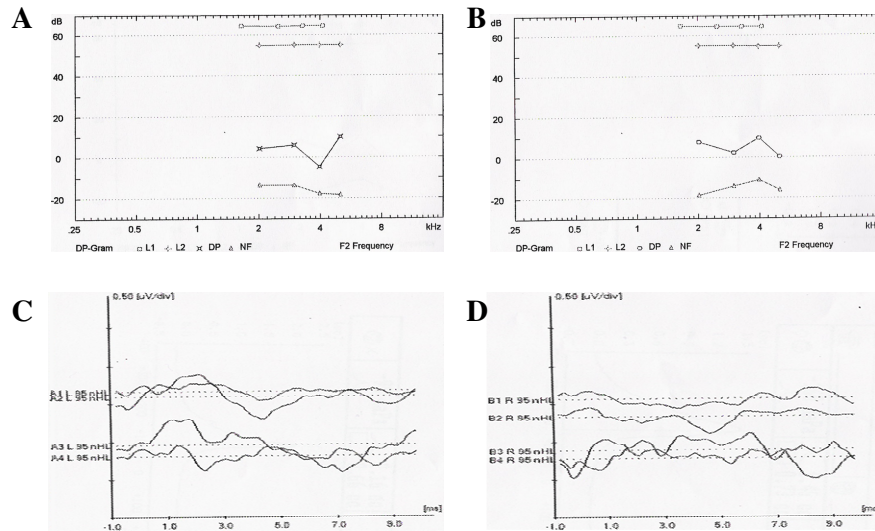 A
dB
60
40
20
0
-20
.25 0.5 1 2 4 8 kHz
DP-Gram L1 L2 DP NF F2 Frequency
B
dB
60
40
20
0
-20
.25 0.5 1 2 4 8 kH
DP-Gram L1 L2 DP NF F2 Frequency
C
0.50 [uV/div]
A1 L 95 nHL
A2 L 95 nHL
A3 L 95 nHL
A4 L 95 nHL
[ms]
-1.0 1.0 3.0 5.0 7.0 9.0
D
0.50 [uV/div]
B1 R 95 nHL
B2 R 95 nHL
B3 R 95 nHL
B4 R 95 nHL
[ms
-1.0 1.0 3.0 5.0 7.0 9.0